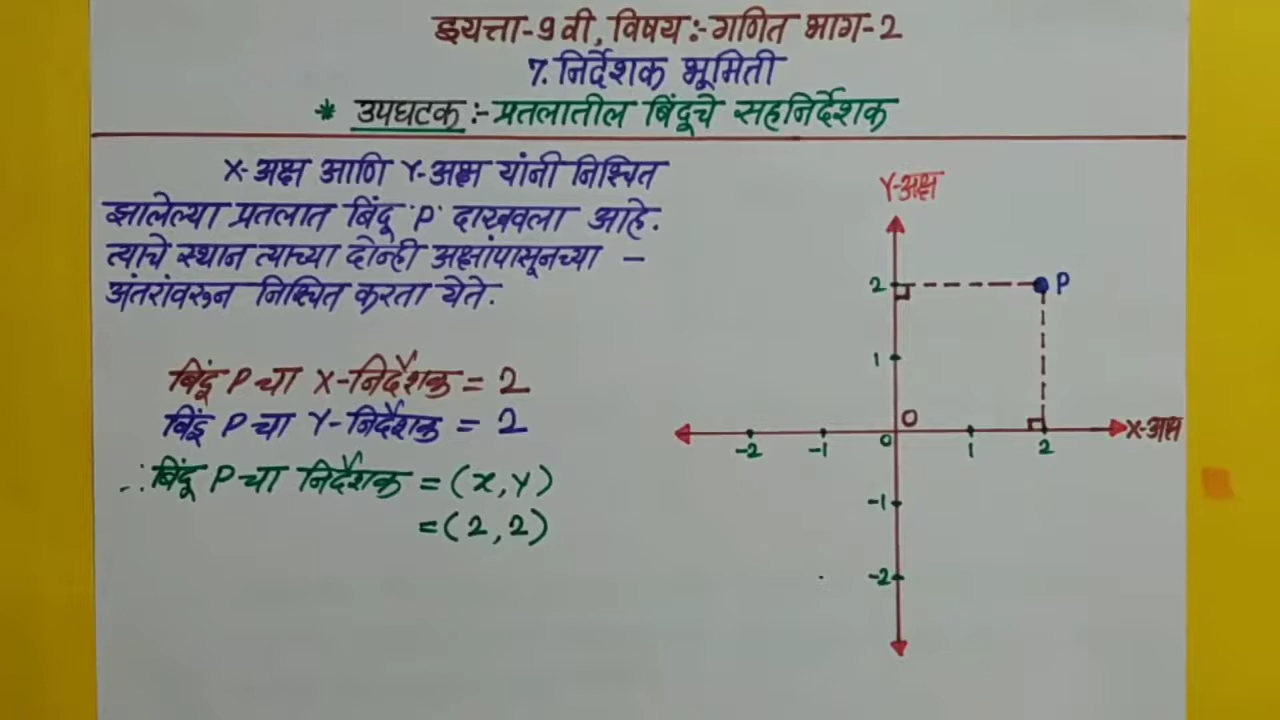 इयत्ता-9 वी, विषय:- गणित भाग-2
7. निर्देशक भूमिती
* उपघटक :- प्रतलातील बिंदूचे सहनिर्देशक
X-अक्ष आणि Y-अक्ष यांनी निश्चित
झालेल्या प्रतलात बिंदू 'P' दाखवला आहे.
त्याचे स्थान त्याच्या दोन्ही अक्षांपासूनच्या -
अंतरांवरून निश्चित करता येते.
बिंदू P चा X-निर्देशक = 2
बिंदू P चा Y-निर्देशक = 2
∴ बिंदू P चा निर्देशक = (x, y)
= (2, 2)
Y-अक्ष
2
P
1
O
X-अक्ष
-2 -1 0 1 2
-1
-2